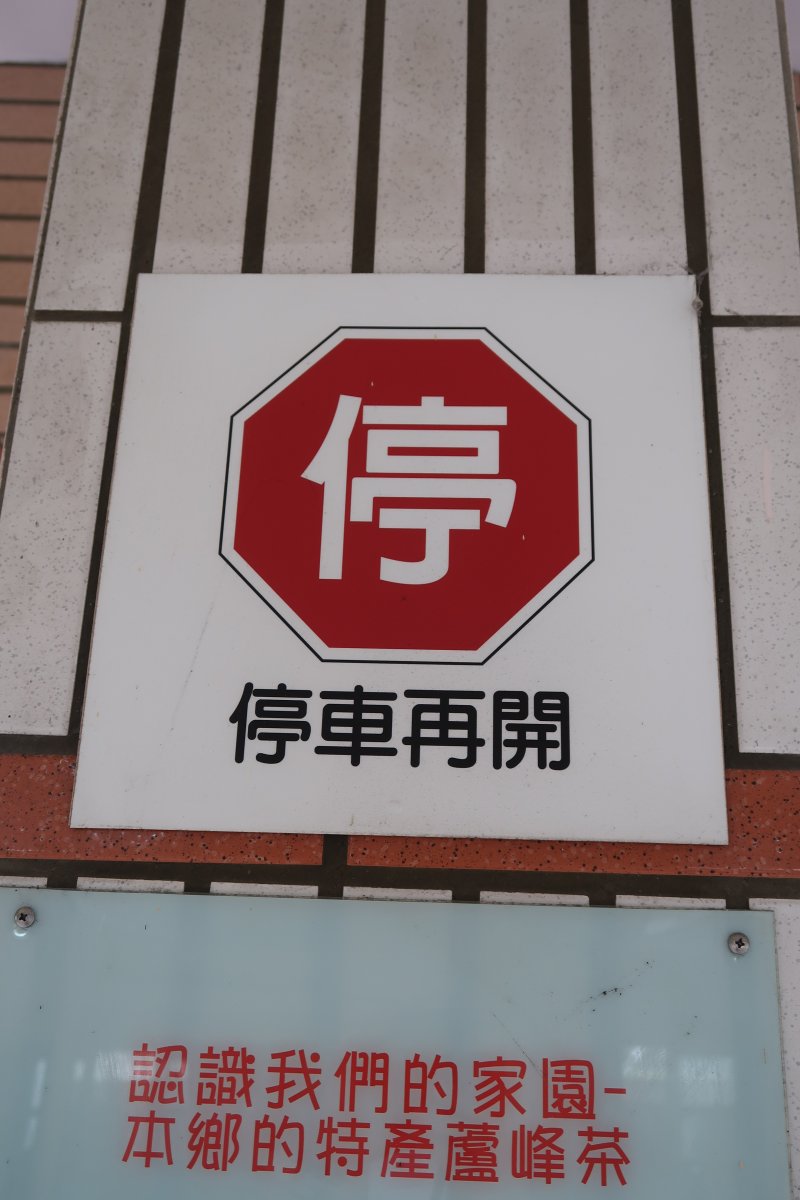 停
停車再開
認識我們的家園-
本鄉的特產蘆峰茶